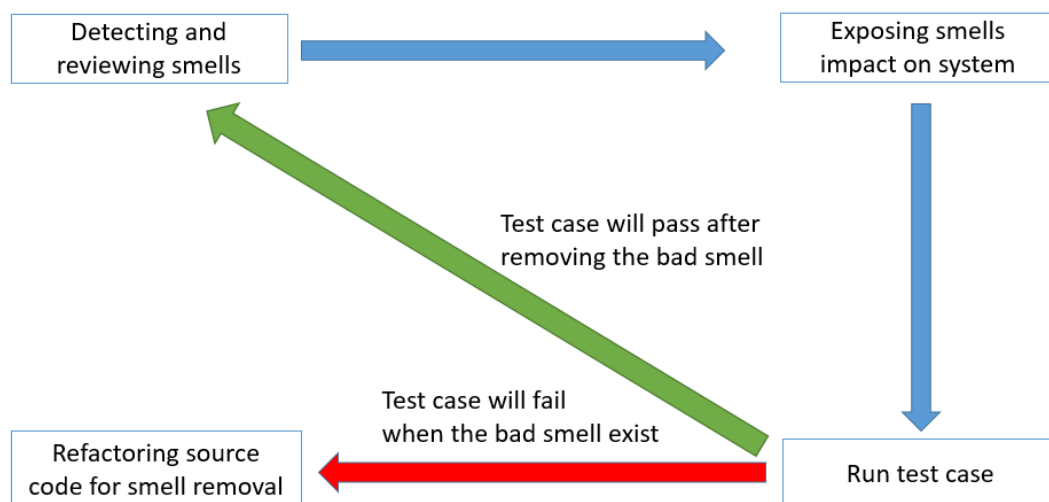 Detecting and
reviewing smells
Exposing smells
impact on system
Test case will pass after
removing the bad smell
Test case will fail
when the bad smell exist
Refactoring source
code for smell removal
Run test case